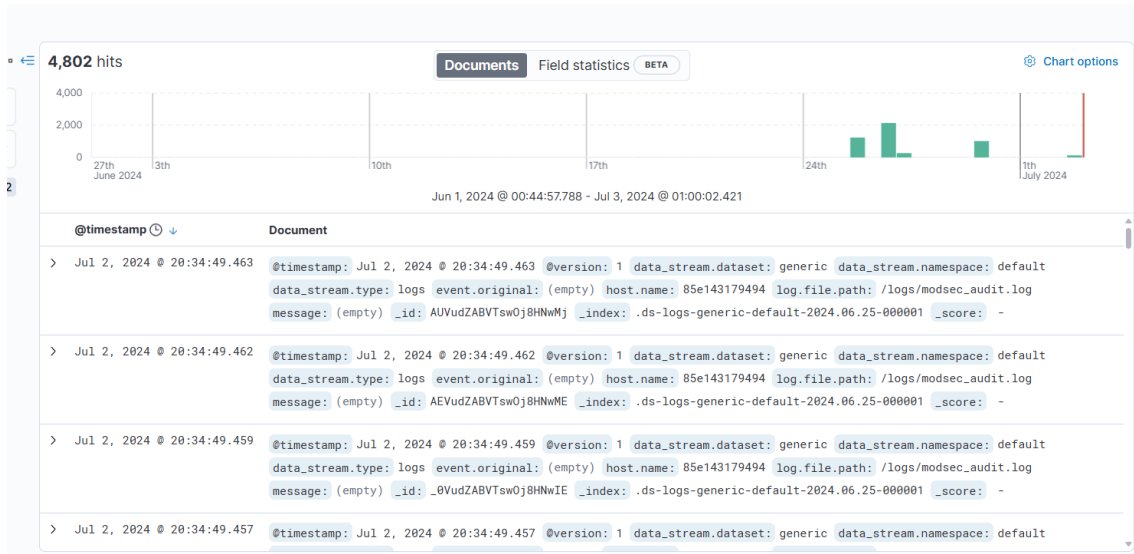 4,802 hits
Documents Field statistics BETA
Chart options
4,000
2,000
0
27th 3th 10th 17th 24th 1th
June 2024 July 2024
Jun 1, 2024 @ 00:44:57.788 - Jul 3, 2024 @ 01:00:02.421
2
@timestamp Document
Jul 2, 2024 @ 20:34:49.463 @timestamp: Jul 2, 2024 @ 20:34:49.463 @version: 1 data_stream.dataset: generic data_stream.namespace: default
data_stream.type: logs event.original: (empty) host.name: 85e143179494 log.file.path: /logs/modsec_audit.log
message: (empty) _id: AUVudZABVTswOj8HNwMj _index: .ds-logs-generic-default-2024.06.25-000001 _score: -
Jul 2, 2024 @ 20:34:49.462 @timestamp: Jul 2, 2024 @ 20:34:49.462 @version: 1 data_stream.dataset: generic data_stream.namespace: default
data_stream.type: logs event.original: (empty) host.name: 85e143179494 log.file.path: /logs/modsec_audit.log
message: (empty) _id: AEVudZABVTswOj8HNwME _index: .ds-logs-generic-default-2024.06.25-000001 _score: -
Jul 2, 2024 @ 20:34:49.459 @timestamp: Jul 2, 2024 @ 20:34:49.459 @version: 1 data_stream.dataset: generic data_stream.namespace: default
data_stream.type: logs event.original: (empty) host.name: 85e143179494 log.file.path: /logs/modsec_audit.log
message: (empty) _id: _0VudZABVTswOj8HNwIE _index: .ds-logs-generic-default-2024.06.25-000001 _score: -
Jul 2, 2024 @ 20:34:49.457 @timestamp: Jul 2, 2024 @ 20:34:49.457 @version: 1 data_stream.dataset: generic data_stream.namespace: default